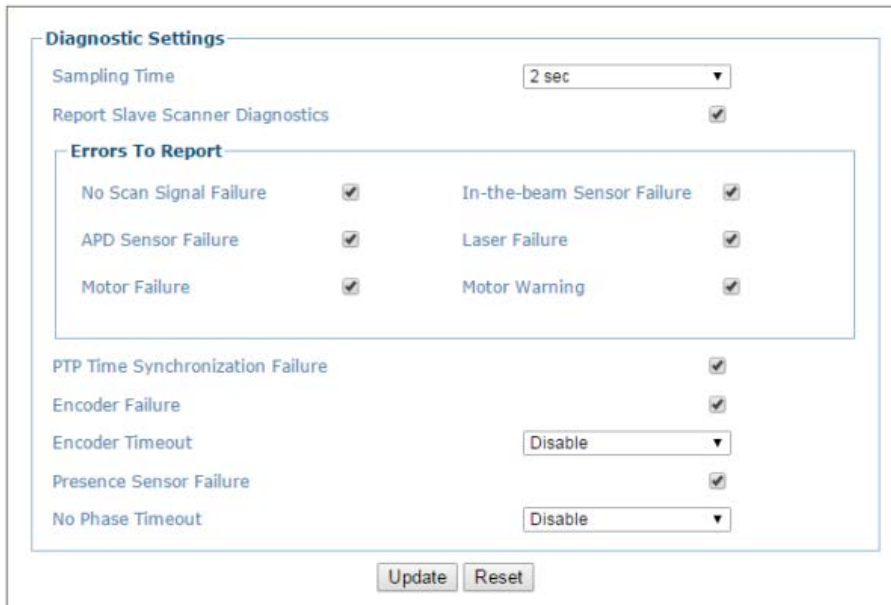 Diagnostic Settings
Sampling Time 2 sec
Report Slave Scanner Diagnostics
Errors To Report
No Scan Signal Failure In-the-beam Sensor Failure
APD Sensor Failure Laser Failure
Motor Failure Motor Warning
PTP Time Synchronization Failure
Encoder Failure
Encoder Timeout Disable
Presence Sensor Failure
No Phase Timeout Disable
Update Reset